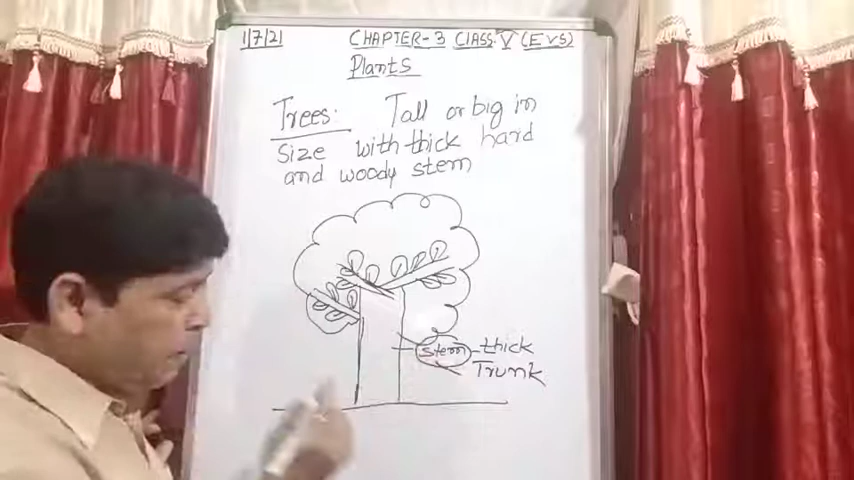 1/7/21 CHAPTER-3 CLASS-V (EVS)
Plants
Trees: Tall or big in
Size with thick hard
and woody stem
stem - thick
Trunk